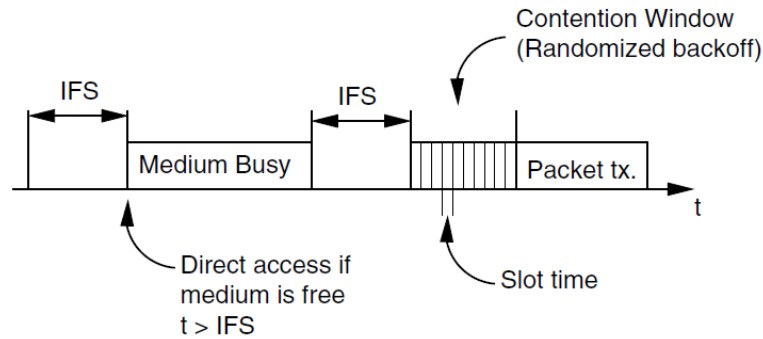 Contention Window
(Randomized backoff)
IFS
IFS
Medium Busy
Packet tx.
t
Direct access if
medium is free
t > IFS
Slot time